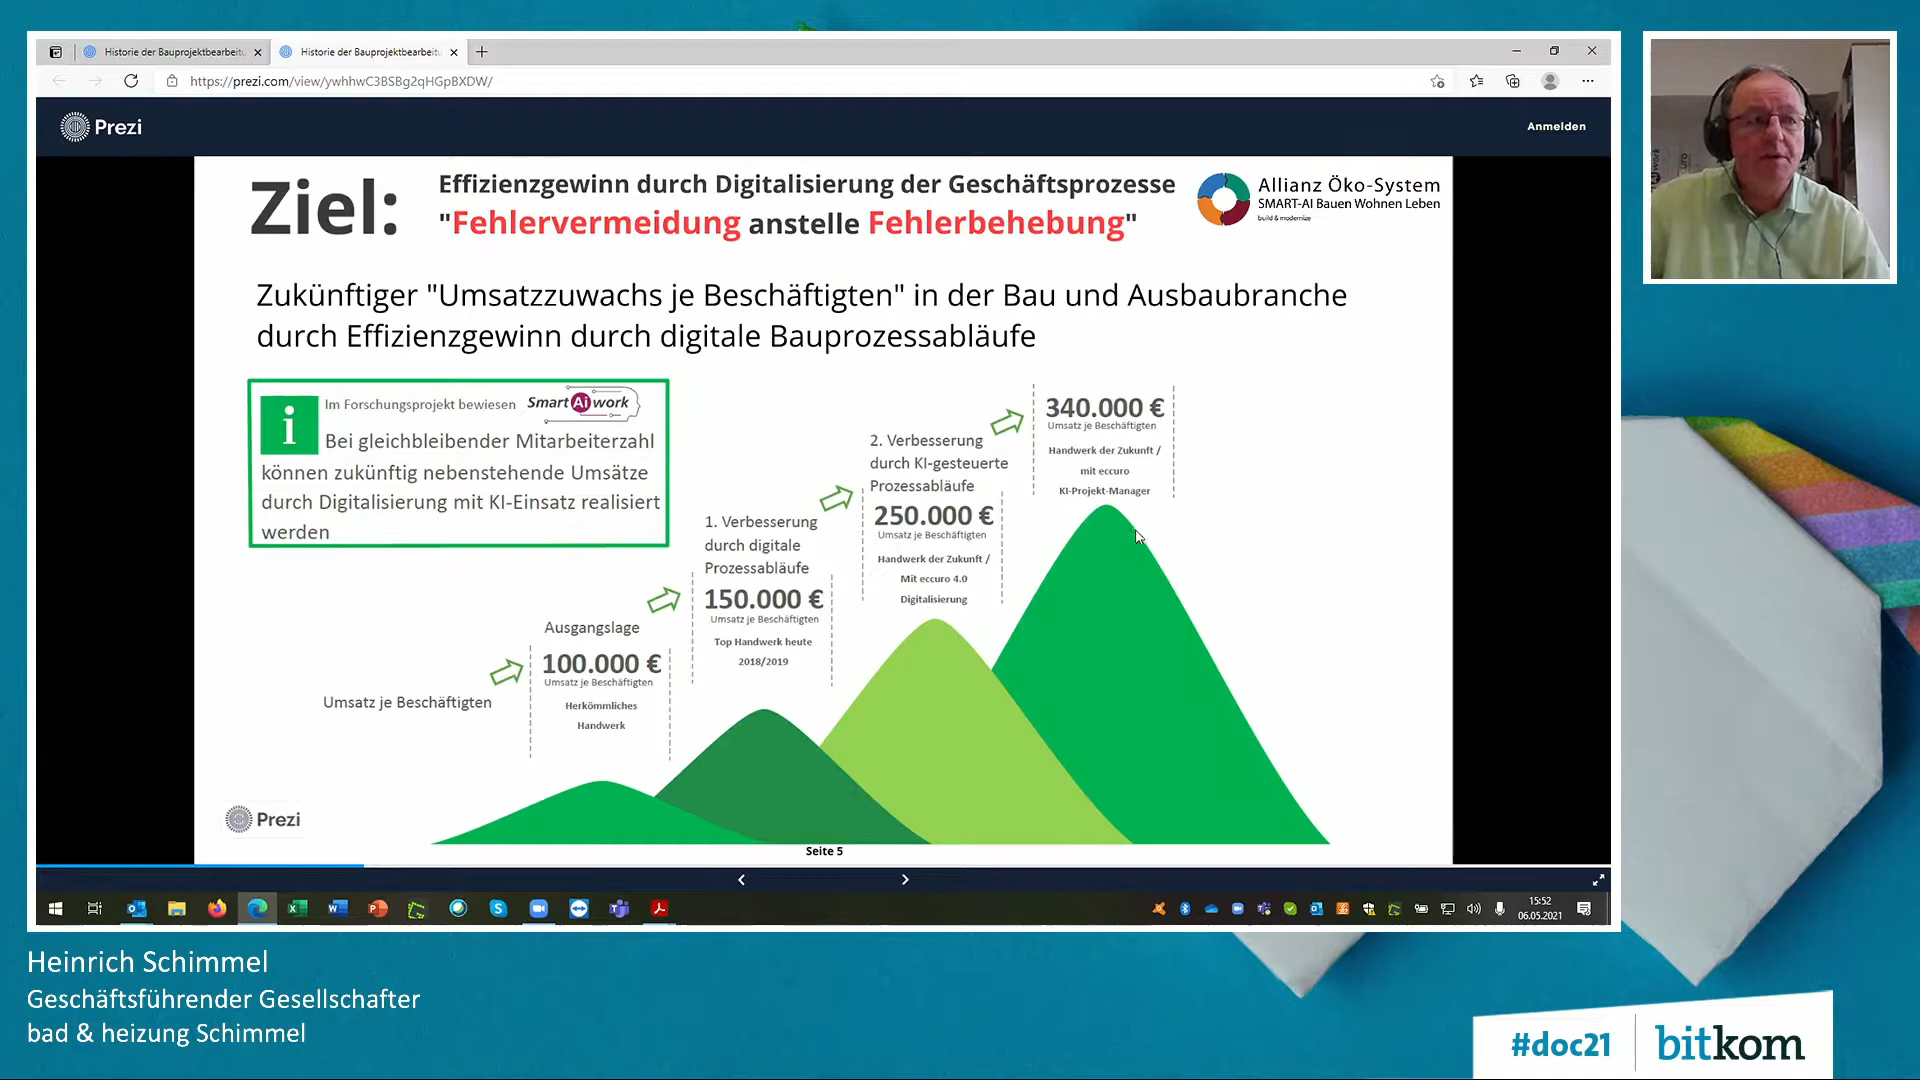 Historie der Bauprojektbearbeitu
Historie der Bauprojektbearbeitu
https://prezi.com/view/ywhhwC3BSBg2qHGpBXDW/
Prezi
Anmelden
Ziel:
Effizienzgewinn durch Digitalisierung der Geschäftsprozesse
"Fehlervermeidung anstelle Fehlerbehebung"
Allianz Öko-System
SMART-AI Bauen Wohnen Leben
build & modernize
Zukünftiger "Umsatzzuwachs je Beschäftigten" in der Bau und Ausbaubranche
durch Effizienzgewinn durch digitale Bauprozessabläufe
i
Im Forschungsprojekt bewiesen
Smart Ai work
Bei gleichbleibender Mitarbeiterzahl
können zukünftig nebenstehende Umsätze
durch Digitalisierung mit KI-Einsatz realisiert
werden
Umsatz je Beschäftigten
Ausgangslage
100.000 €
Umsatz je Beschäftigten
Herkömmliches
Handwerk
1. Verbesserung
durch digitale
Prozessabläufe
150.000 €
Umsatz je Beschäftigten
Top Handwerk heute
2018/2019
2. Verbesserung
durch KI-gesteuerte
Prozessabläufe
250.000 €
Umsatz je Beschäftigten
Handwerk der Zukunft /
Mit eccuro 4.0
Digitalisierung
340.000 €
Umsatz je Beschäftigten
Handwerk der Zukunft /
mit eccuro
KI-Projekt-Manager
Prezi
Seite 5
15:52
06.05.2021
Heinrich Schimmel
Geschäftsführender Gesellschafter
bad & heizung Schimmel
#doc21
bitkom